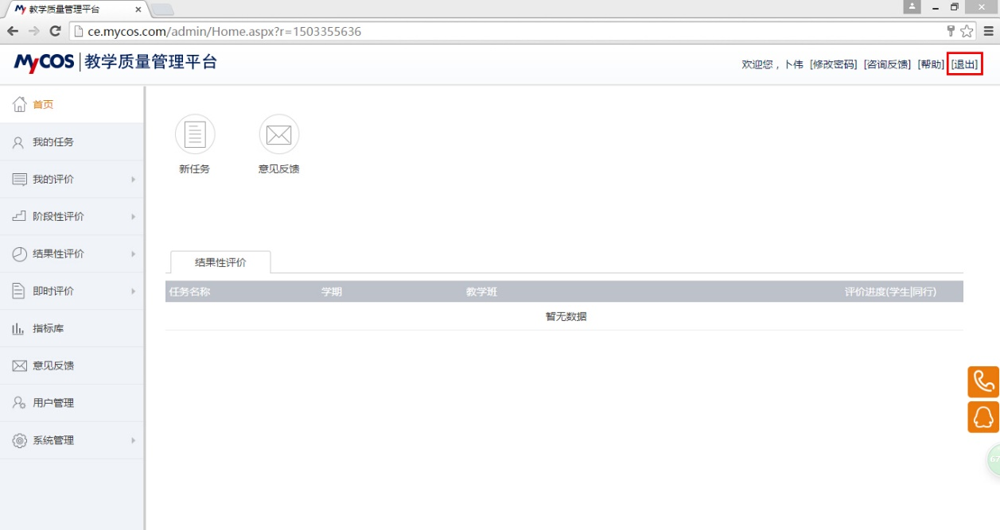 My 教学质量管理平台
ce.mycos.com/admin/Home.aspx?r=1503355636
MyCOS 教学质量管理平台
欢迎您，卜伟 [修改密码] [咨询反馈] [帮助] [退出]
首页
我的任务
我的评价
阶段性评价
结果性评价
即时评价
指标库
意见反馈
用户管理
系统管理
新任务
意见反馈
结果性评价
任务名称 学期 教学班 评价进度(学生|同行)
暂无数据
67